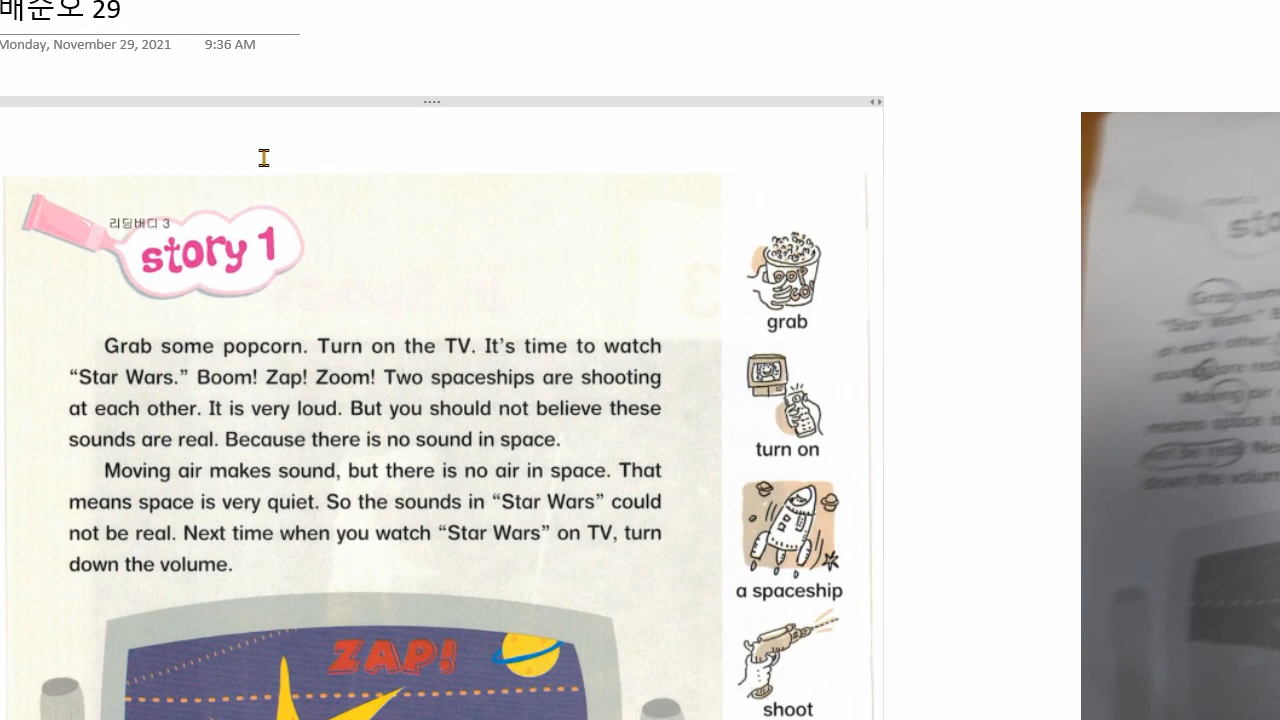 배준오 29
Monday, November 29, 2021 9:36 AM
리딩버디 3
story 1
Grab some popcorn. Turn on the TV. It's time to watch
“Star Wars.” Boom! Zap! Zoom! Two spaceships are shooting
at each other. It is very loud. But you should not believe these
sounds are real. Because there is no sound in space.
Moving air makes sound, but there is no air in space. That
means space is very quiet. So the sounds in “Star Wars” could
not be real. Next time when you watch “Star Wars” on TV, turn
down the volume.
ZAP!
grab
turn on
a spaceship
shoot